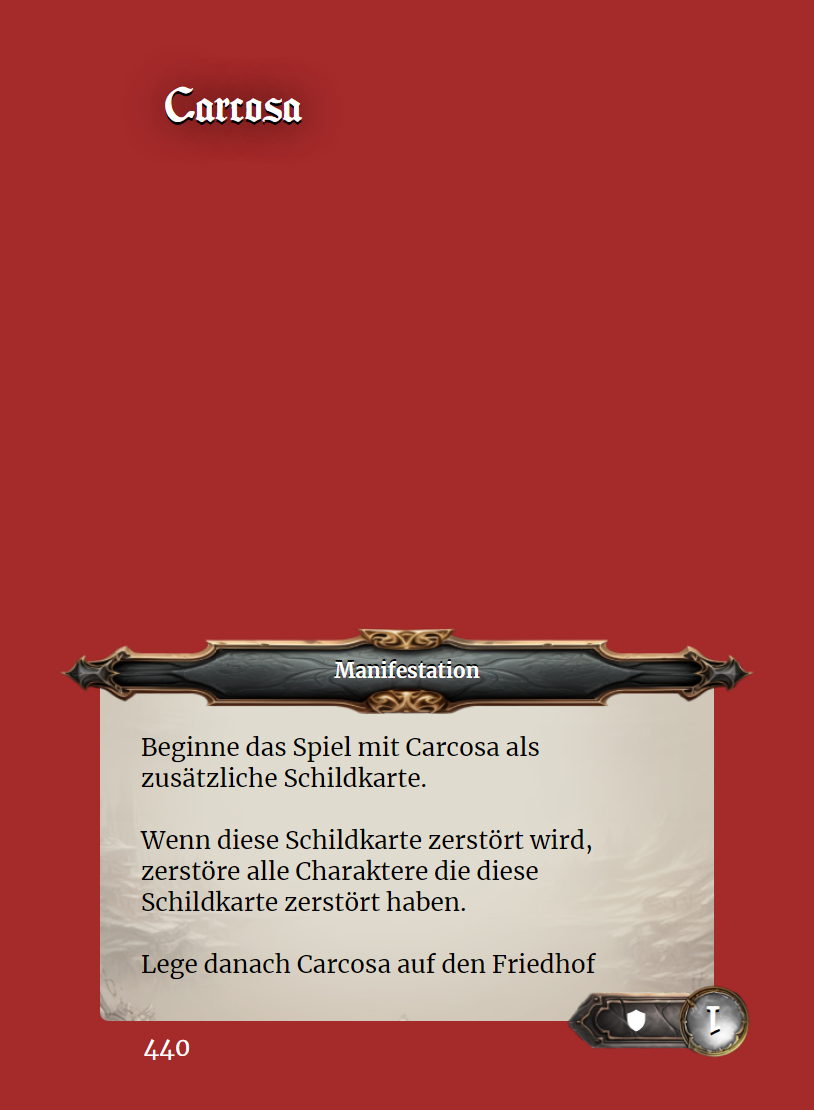 Carcosa
Manifestation
Beginne das Spiel mit Carcosa als
zusätzliche Schildkarte.
Wenn diese Schildkarte zerstört wird,
zerstöre alle Charaktere die diese
Schildkarte zerstört haben.
Lege danach Carcosa auf den Friedhof
1
440